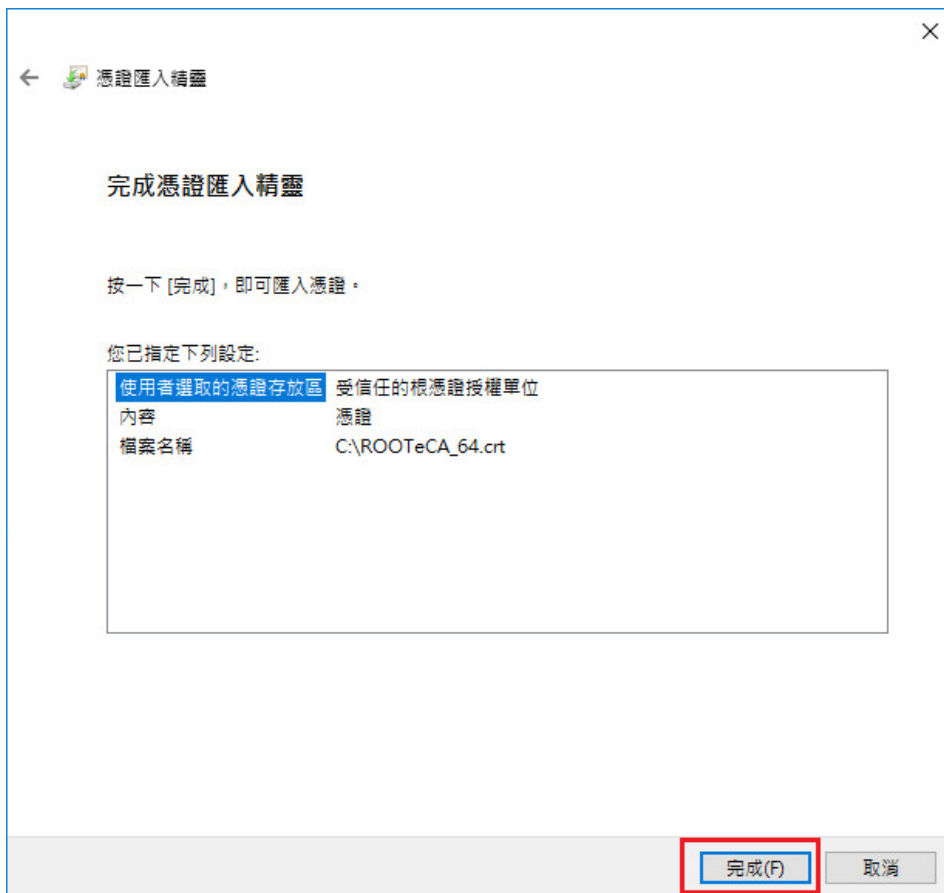 憑證匯入精靈
完成憑證匯入精靈
按一下 [完成]，即可匯入憑證。
您已指定下列設定:
使用者選取的憑證存放區 受信任的根憑證授權單位
內容 憑證
檔案名稱 C:\ROOTeCA_64.crt
完成(F) 取消